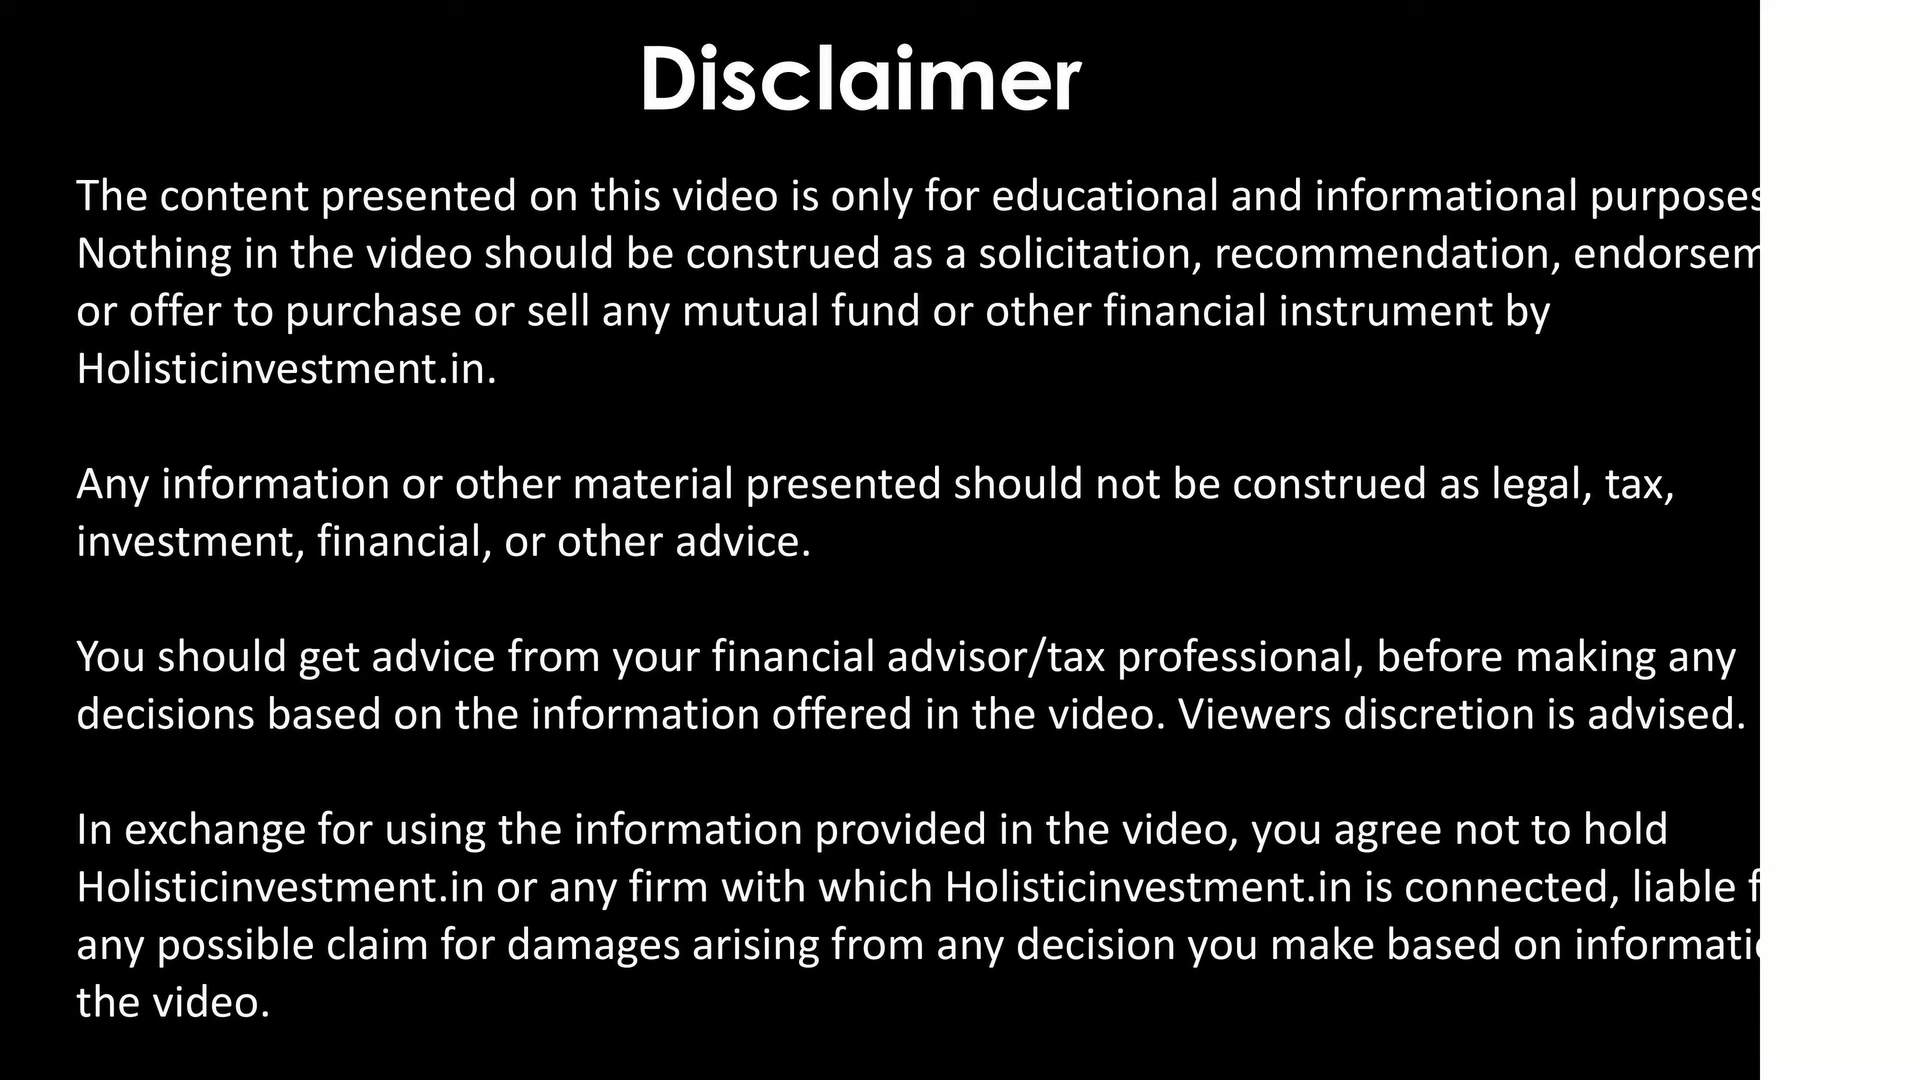 Disclaimer
The content presented on this video is only for educational and informational purposes
Nothing in the video should be construed as a solicitation, recommendation, endorsem
or offer to purchase or sell any mutual fund or other financial instrument by
Holisticinvestment.in.
Any information or other material presented should not be construed as legal, tax,
investment, financial, or other advice.
You should get advice from your financial advisor/tax professional, before making any
decisions based on the information offered in the video. Viewers discretion is advised.
In exchange for using the information provided in the video, you agree not to hold
Holisticinvestment.in or any firm with which Holisticinvestment.in is connected, liable f
any possible claim for damages arising from any decision you make based on informatio
the video.